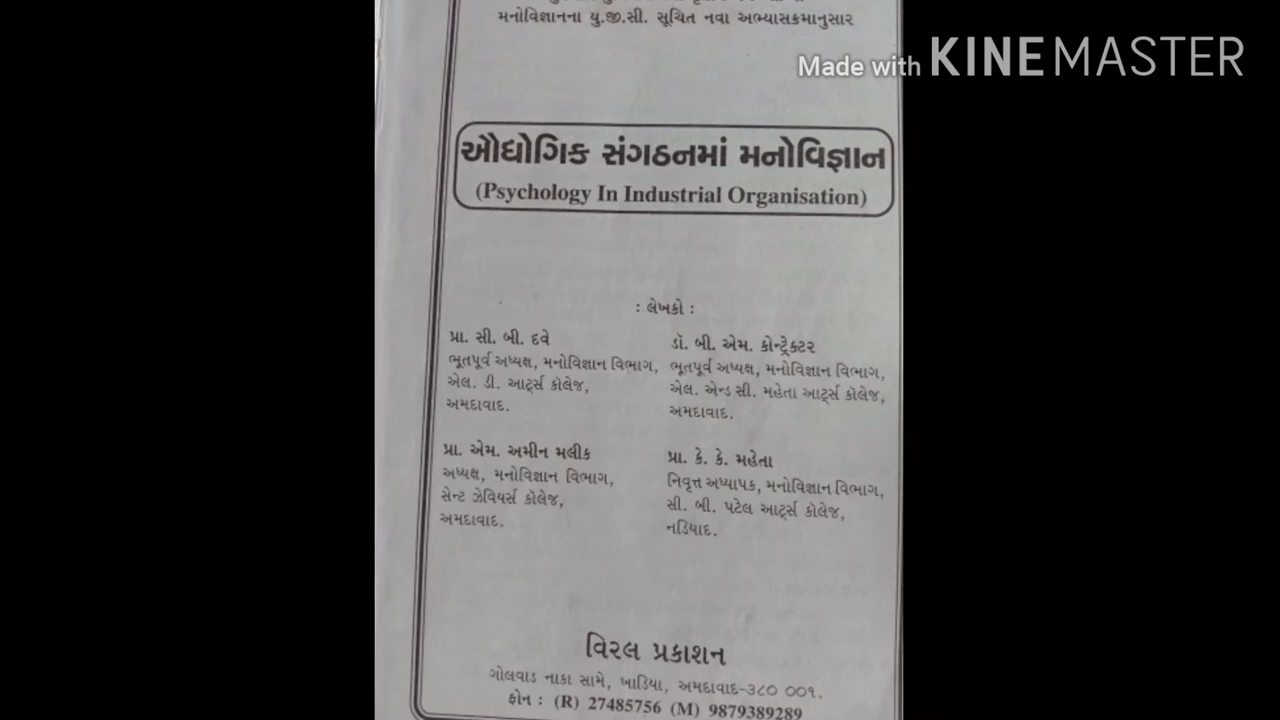 મનોવિજ્ઞાનના યુ.જી.સી. સૂચિત નવા અભ્યાસક્રમાનુસાર
Made with KINEMASTER
ઔધોગિક સંગઠનમાં મનોવિજ્ઞાન
(Psychology In Industrial Organisation)
: લેખકો :
પ્રા. સી. બી. દવે
ભૂતપૂર્વ અધ્યક્ષ, મનોવિજ્ઞાન વિભાગ,
એલ. ડી. આર્ટ્સ કૉલેજ,
અમદાવાદ.
ડૉ. બી. એમ. કોન્ટ્રેક્ટર
ભૂતપૂર્વ અધ્યક્ષ, મનોવિજ્ઞાન વિભાગ,
એલ. એન્ડ સી. મહેતા આર્ટ્સ કૉલેજ,
અમદાવાદ.
પ્રા. એમ. અમીન મલીક
અધ્યક્ષ, મનોવિજ્ઞાન વિભાગ,
સેન્ટ ઝેવિયર્સ કૉલેજ,
અમદાવાદ.
પ્રા. કે. કે. મહેતા
નિવૃત્ત અધ્યાપક, મનોવિજ્ઞાન વિભાગ,
સી. બી. પટેલ આર્ટ્સ કૉલેજ,
નડિયાદ.
વિરલ પ્રકાશન
ગોલવાડ નાકા સામે, ખાડિયા, અમદાવાદ-૩૮૦ ૦૦૧.
ફોન : (R) 27485756 (M) 9879389289